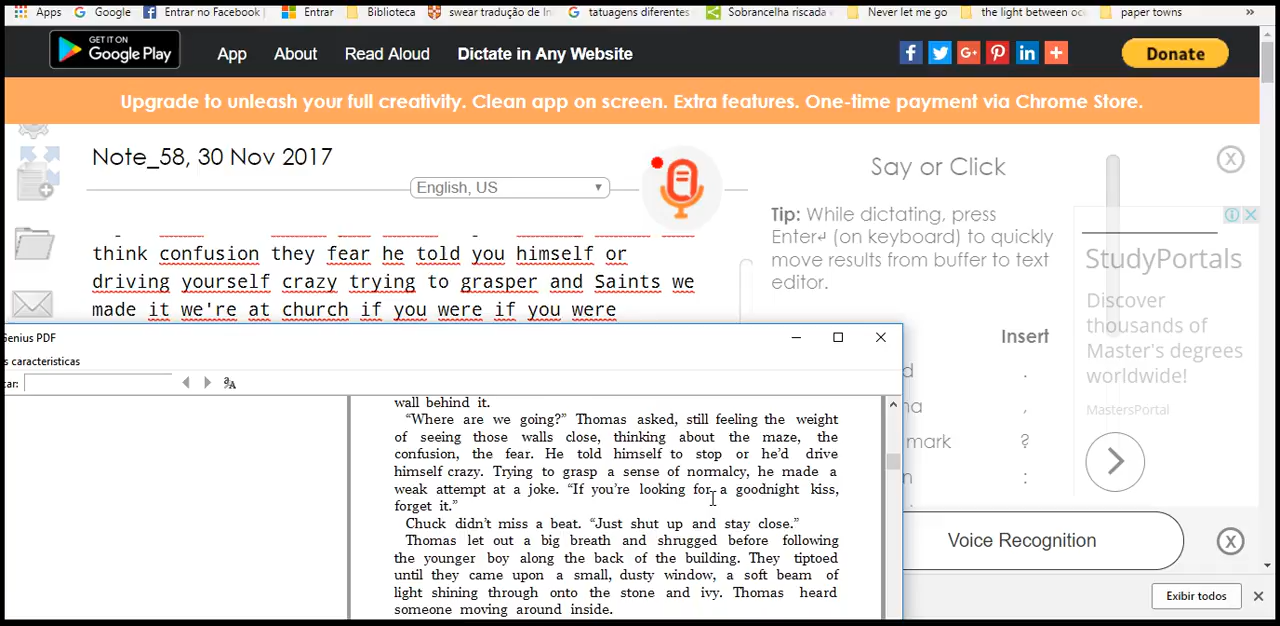 Apps Google Entrar no Facebook Entrar Biblioteca swear tradução de In tatuagens diferentes Sobrancelha riscada Never let me go the light between oc paper towns »
GET IT ON
Google Play App About Read Aloud Dictate in Any Website Donate
Upgrade to unleash your full creativity. Clean app on screen. Extra features. One-time payment via Chrome Store.
Note_58, 30 Nov 2017
English, US
think confusion they fear he told you himself or
driving yourself crazy trying to grasper and Saints we
made it we're at church if you were if you were
Say or Click
Tip: While dictating, press
Enter↵ (on keyboard) to quickly
move results from buffer to text
editor.
Insert
.
,
mark ?
:
StudyPortals
Discover
thousands of
Master's degrees
worldwide!
MastersPortal
Voice Recognition
Exibir todos
Genius PDF
s caracteristicas
car:
wall behind it.
“Where are we going?” Thomas asked, still feeling the weight
of seeing those walls close, thinking about the maze, the
confusion, the fear. He told himself to stop or he’d drive
himself crazy. Trying to grasp a sense of normalcy, he made a
weak attempt at a joke. “If you’re looking for a goodnight kiss,
forget it.”
Chuck didn’t miss a beat. “Just shut up and stay close.”
Thomas let out a big breath and shrugged before following
the younger boy along the back of the building. They tiptoed
until they came upon a small, dusty window, a soft beam of
light shining through onto the stone and ivy. Thomas heard
someone moving around inside.